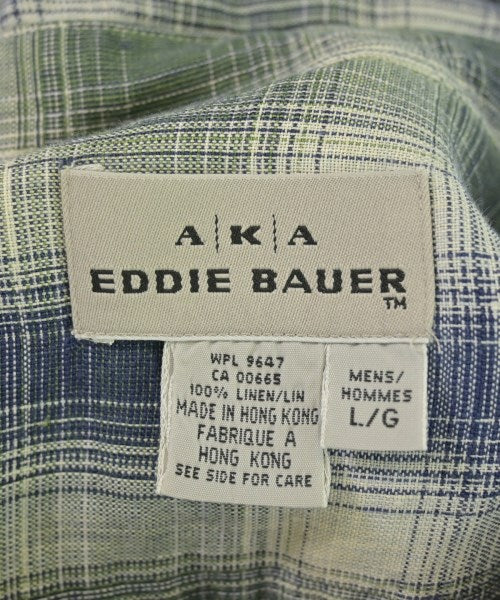 A|K|A
EDDIE BAUER
TM
WPL 9647
CA 00665
100% LINEN/LIN
MADE IN HONG KONG
FABRIQUE A
HONG KONG
SEE SIDE FOR CARE
MENS/
HOMMES
L/G